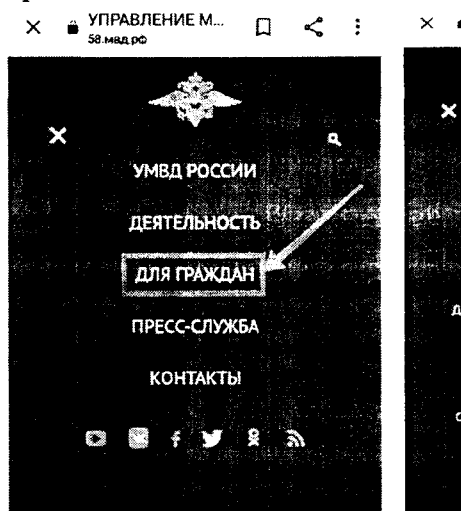 УПРАВЛЕНИЕ М...
58.мвд.рф
УМВД РОССИИ
ДЕЯТЕЛЬНОСТЬ
ДЛЯ ГРАЖДАН
ПРЕСС-СЛУЖБА
КОНТАКТЫ